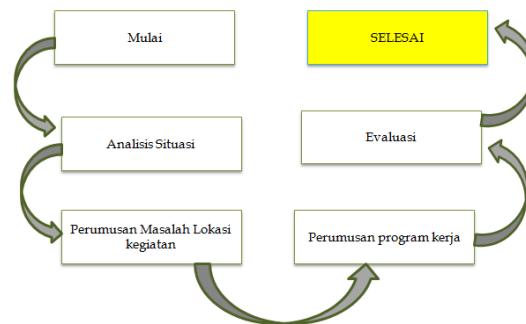 Mulai
SELESAI
Analisis Situasi
Evaluasi
Perumusan Masalah Lokasi
kegiatan
Perumusan program kerja